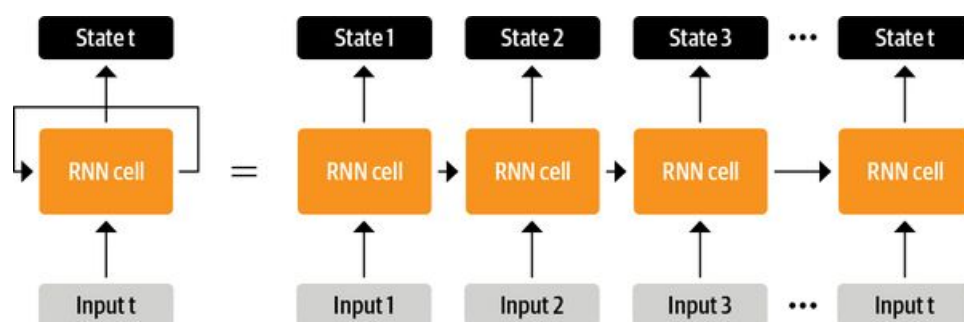 State t
State 1
State 2
State 3
•••
State t
RNN cell
=
RNN cell
RNN cell
RNN cell
RNN cell
Input t
Input 1
Input 2
Input 3
•••
Input t